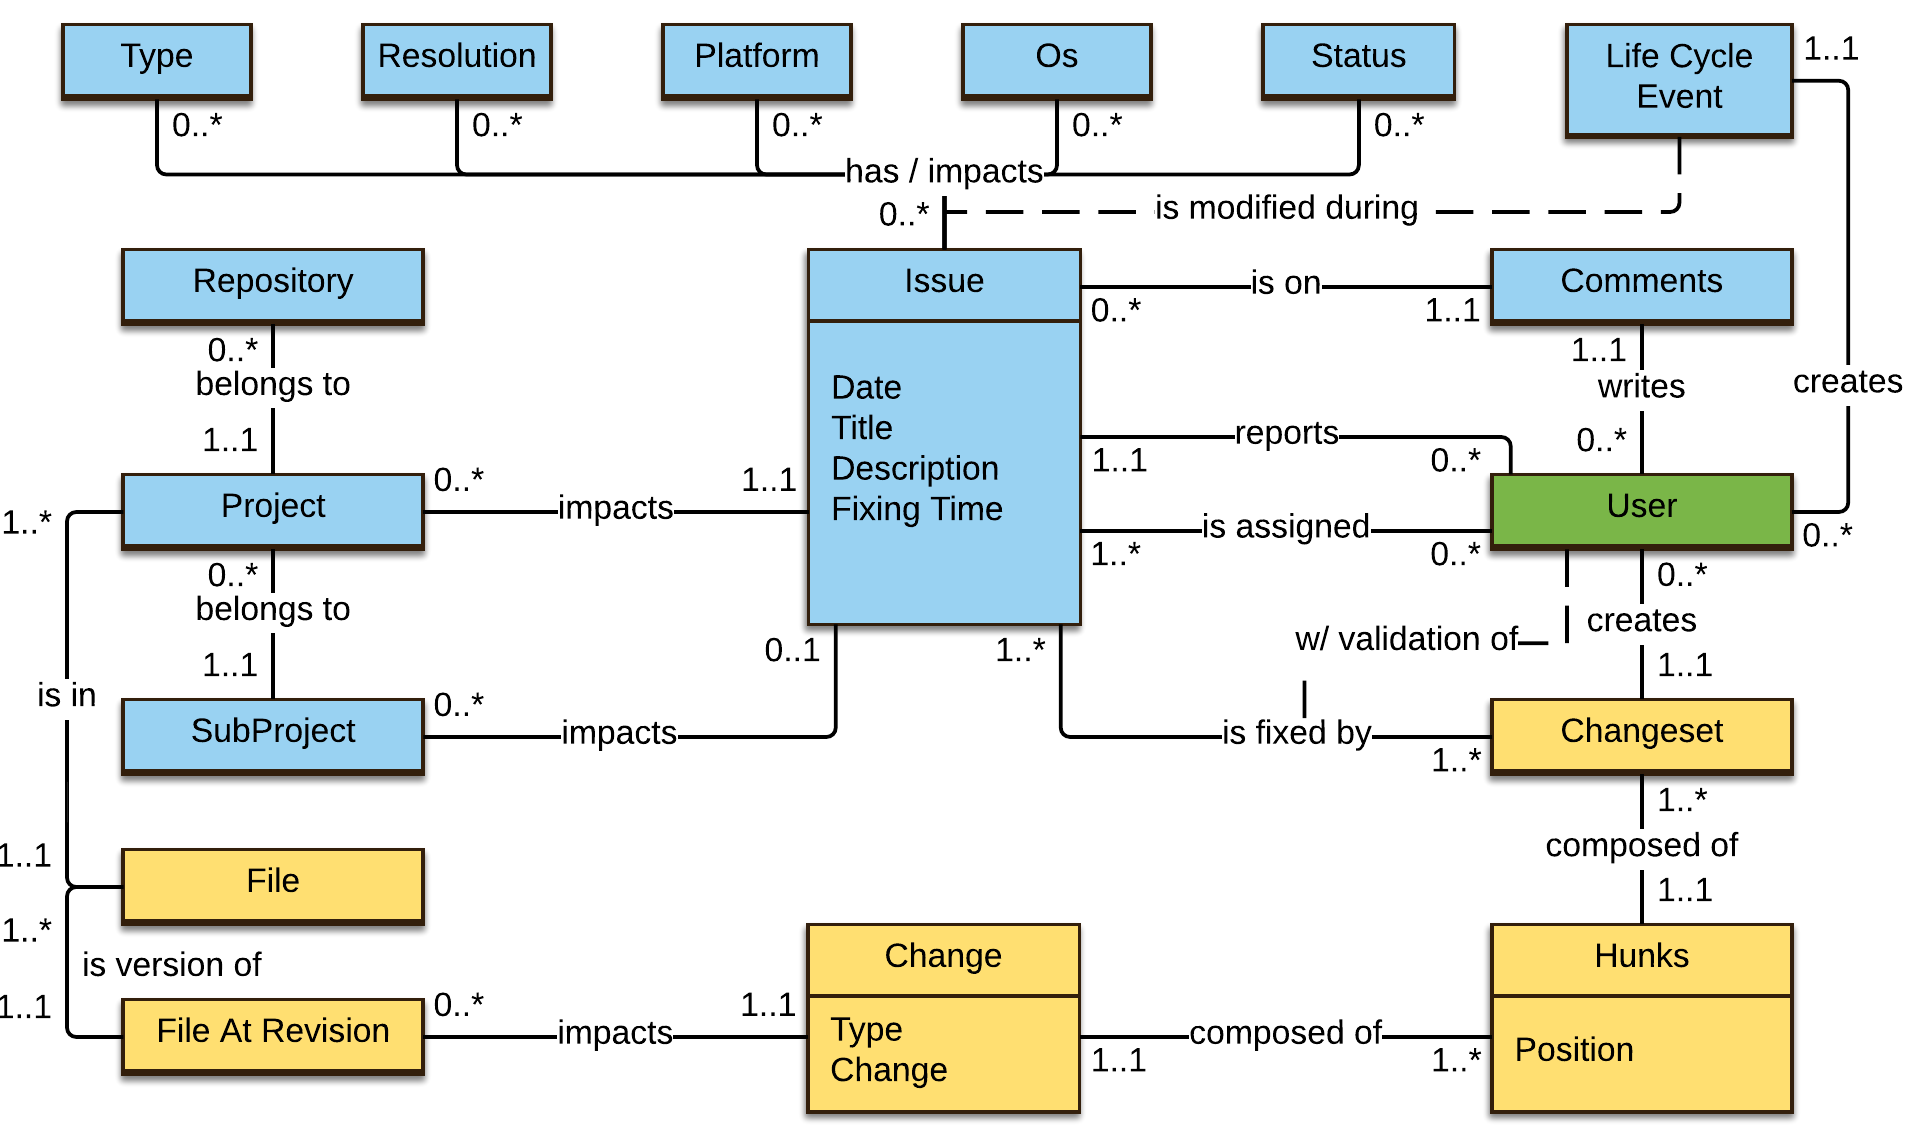 Type
Resolution
Platform
Os
Status
Life Cycle
Event
1..1
0..*
0..*
0..*
0..*
0..*
has / impacts
0..*
is modified during
Repository
Issue
is on
Comments
0..*
1..1
0..*
belongs to
1..1
1..1
writes
0..*
creates
Date
Title
Description
Fixing Time
reports
1..1
0..*
Project
0..*
impacts
1..1
is assigned
1..*
0..*
User
0..*
1..*
0..*
belongs to
1..1
0..*
creates
1..1
w/ validation of
0..1
1..*
is in
SubProject
0..*
impacts
is fixed by
1..*
Changeset
1..*
composed of
1..1
1..1
File
1..*
is version of
1..1
File At Revision
0..*
impacts
1..1
Change
Type
Change
composed of
1..1
1..*
Hunks
Position